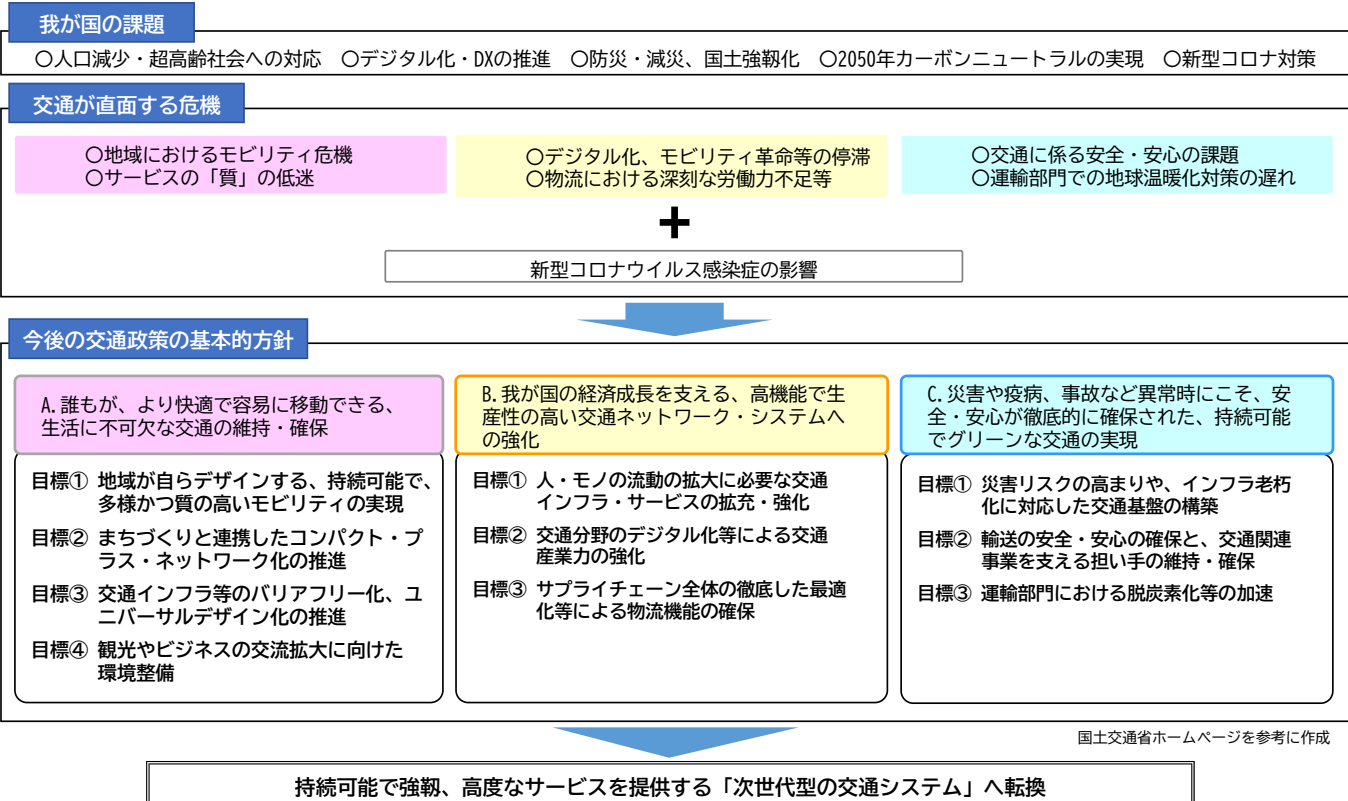 我が国の課題
〇人口減少・超高齢社会への対応　〇デジタル化・DXの推進　〇防災・減災、国土強靱化　〇2050年カーボンニュートラルの実現　〇新型コロナ対策
交通が直面する危機
〇地域におけるモビリティ危機
〇サービスの「質」の低迷
〇デジタル化、モビリティ革命等の停滞
〇物流における深刻な労働力不足等
〇交通に係る安全・安心の課題
〇運輸部門での地球温暖化対策の遅れ
+
新型コロナウイルス感染症の影響
今後の交通政策の基本的方針
A.誰もが、より快適で容易に移動できる、
生活に不可欠な交通の維持・確保
目標① 地域が自らデザインする、持続可能で、
多様かつ質の高いモビリティの実現
目標② まちづくりと連携したコンパクト・プ
ラス・ネットワーク化の推進
目標③ 交通インフラ等のバリアフリー化、ユ
ニバーサルデザイン化の推進
目標④ 観光やビジネスの交流拡大に向けた
環境整備
B.我が国の経済成長を支える、高機能で生
産性の高い交通ネットワーク・システムへ
の強化
目標① 人・モノの流動の拡大に必要な交通
インフラ・サービスの拡充・強化
目標② 交通分野のデジタル化等による交通
産業力の強化
目標③ サプライチェーン全体の徹底した最適
化等による物流機能の確保
C.災害や疫病、事故など異常時にこそ、安
全・安心が徹底的に確保された、持続可能
でグリーンな交通の実現
目標① 災害リスクの高まりや、インフラ老朽
化に対応した交通基盤の構築
目標② 輸送の安全・安心の確保と、交通関連
事業を支える担い手の維持・確保
目標③ 運輸部門における脱炭素化等の加速
国土交通省ホームページを参考に作成
持続可能で強靱、高度なサービスを提供する「次世代型の交通システム」へ転換